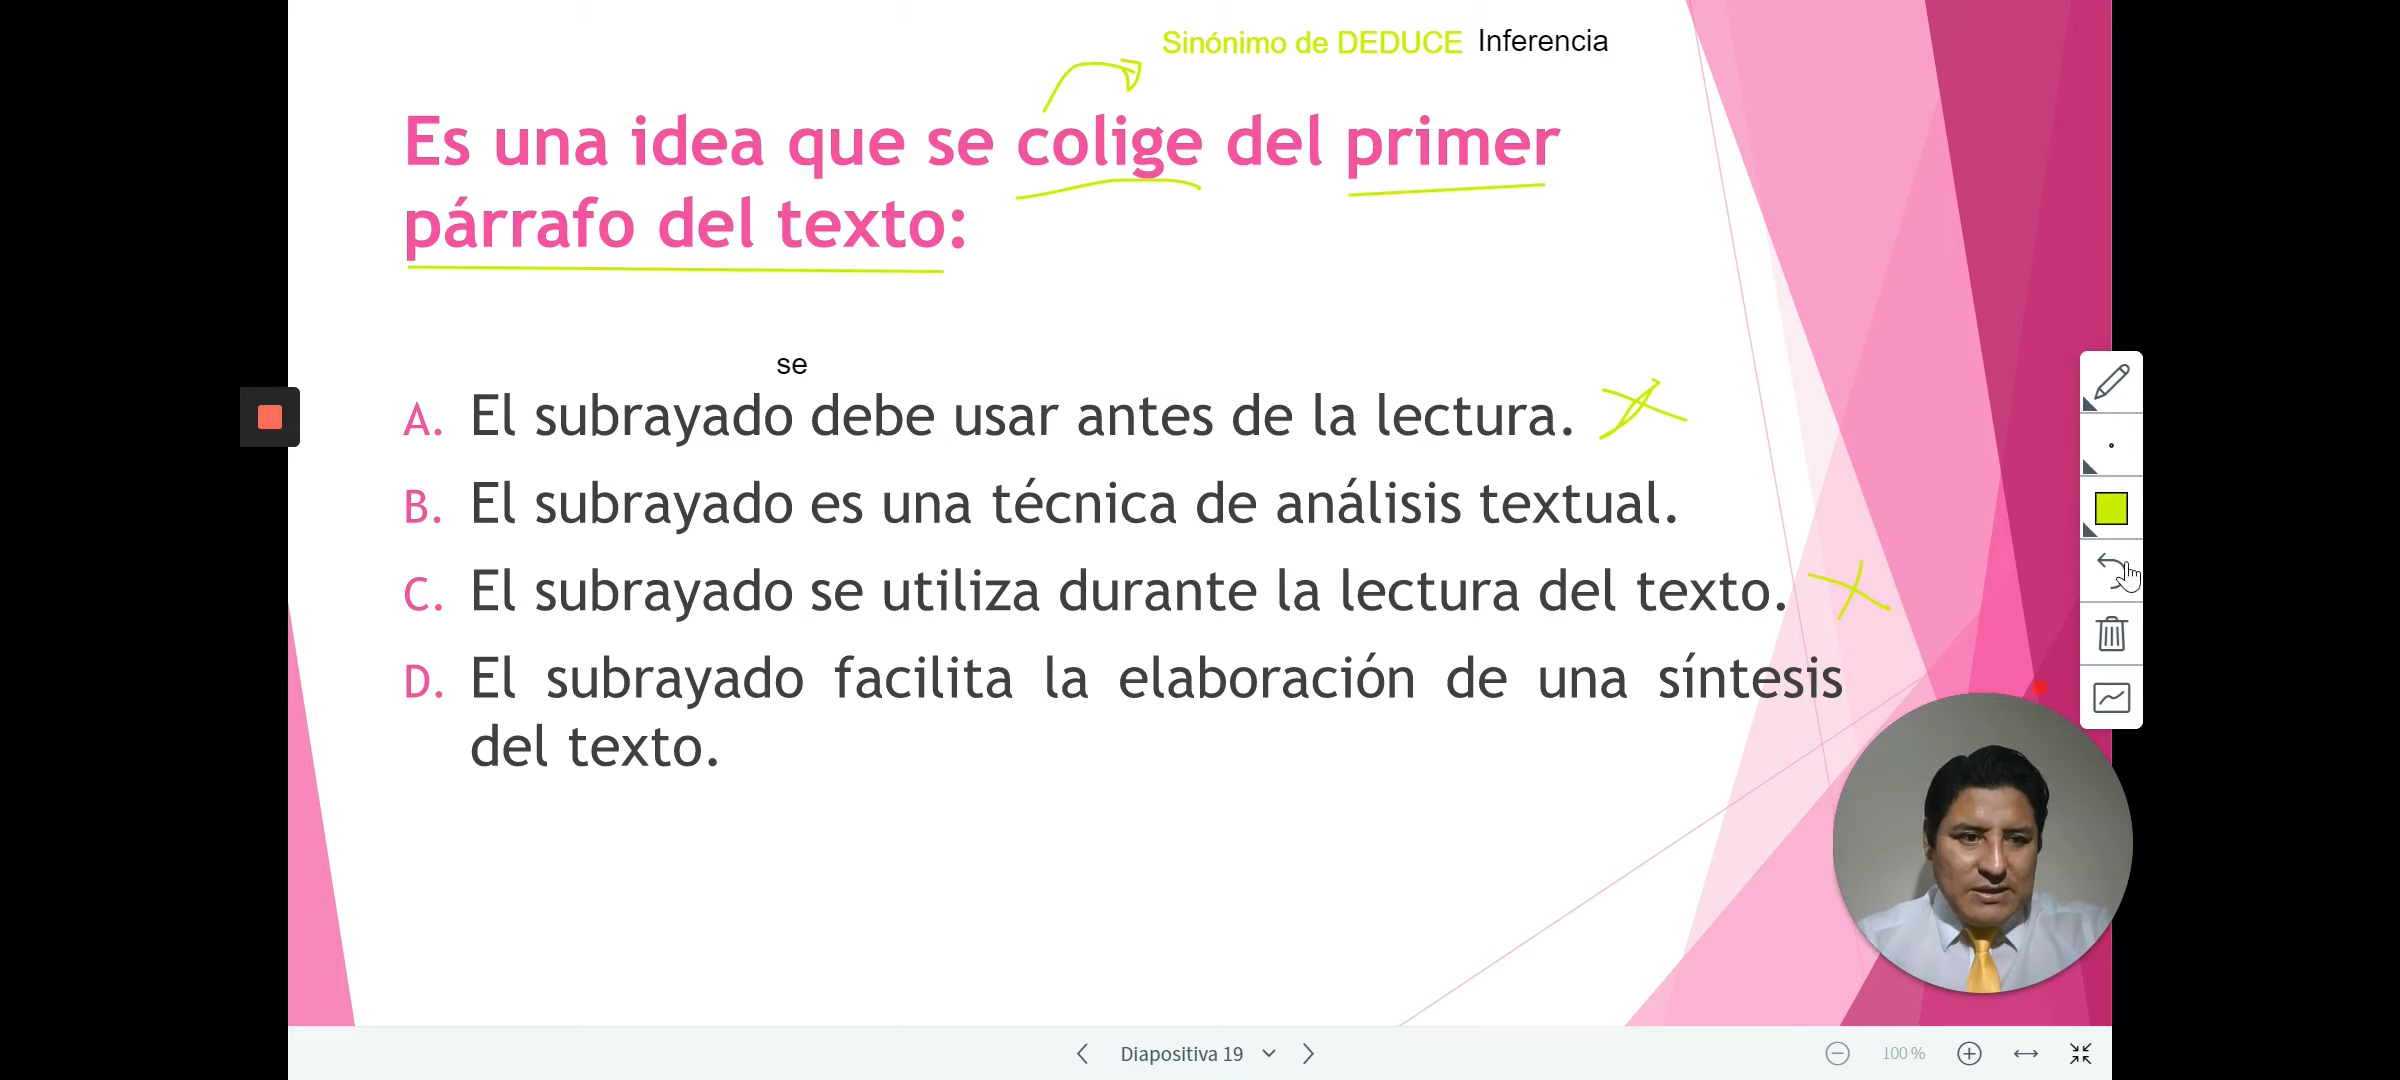 Sinónimo de DEDUCE Inferencia
Es una idea que se colige del primer
párrafo del texto:
se
A. El subrayado debe usar antes de la lectura.
B. El subrayado es una técnica de análisis textual.
C. El subrayado se utiliza durante la lectura del texto.
D. El subrayado facilita la elaboración de una síntesis
del texto.
Diapositiva 19
100 %